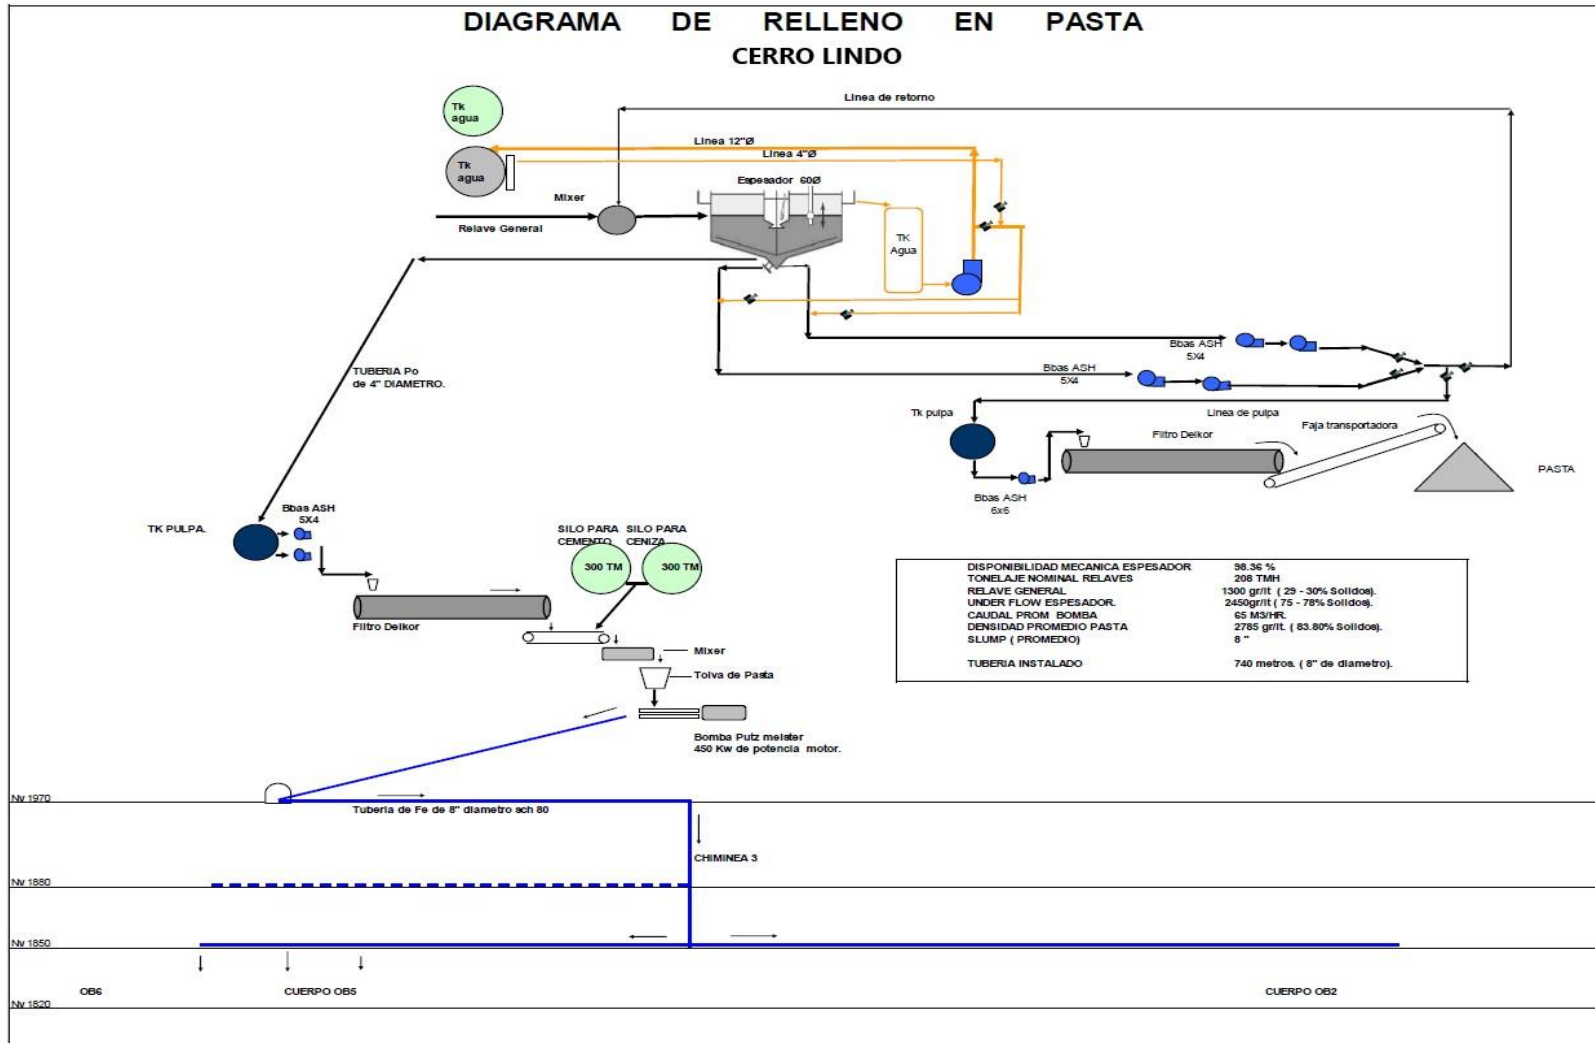 DIAGRAMA DE RELLENO EN PASTA
CERRO LINDO
Tk
agua
Tk
agua
Linea de retorno
Linea 12"Ø
Linea 4"Ø
Espesador 60Ø
Mixer
Relave General
TK
Agua
TUBERIA Po
de 4" DIAMETRO.
Bbas ASH
5X4
Bbas ASH
5X4
Tk pulpa
Linea de pulpa
Filtro Delkor
Faja transportadora
PASTA
Bbas ASH
6x6
TK PULPA.
Bbas ASH
5X4
SILO PARA
CEMENTO
SILO PARA
CENIZA
300 TM
300 TM
Filtro Delkor
Mixer
Tolva de Pasta
Bomba Putz meister
450 Kw de potencia motor.
DISPONIBILIDAD MECANICA ESPESADOR 98.36 %
TONELAJE NOMINAL RELAVES 208 TMH
RELAVE GENERAL 1300 gr/lt ( 29 - 30% Solidos).
UNDER FLOW ESPESADOR. 2450gr/lt ( 75 - 78% Solidos).
CAUDAL PROM BOMBA 65 M3/HR.
DENSIDAD PROMEDIO PASTA 2785 gr/lt. ( 83.80% Solidos).
SLUMP ( PROMEDIO) 8 "
TUBERIA INSTALADO 740 metros. ( 8" de diametro).
Nv 1970
Tuberia de Fe de 8" diametro sch 80
CHIMINEA 3
Nv 1880
Nv 1850
OB6
CUERPO OB5
CUERPO OB2
Nv 1820